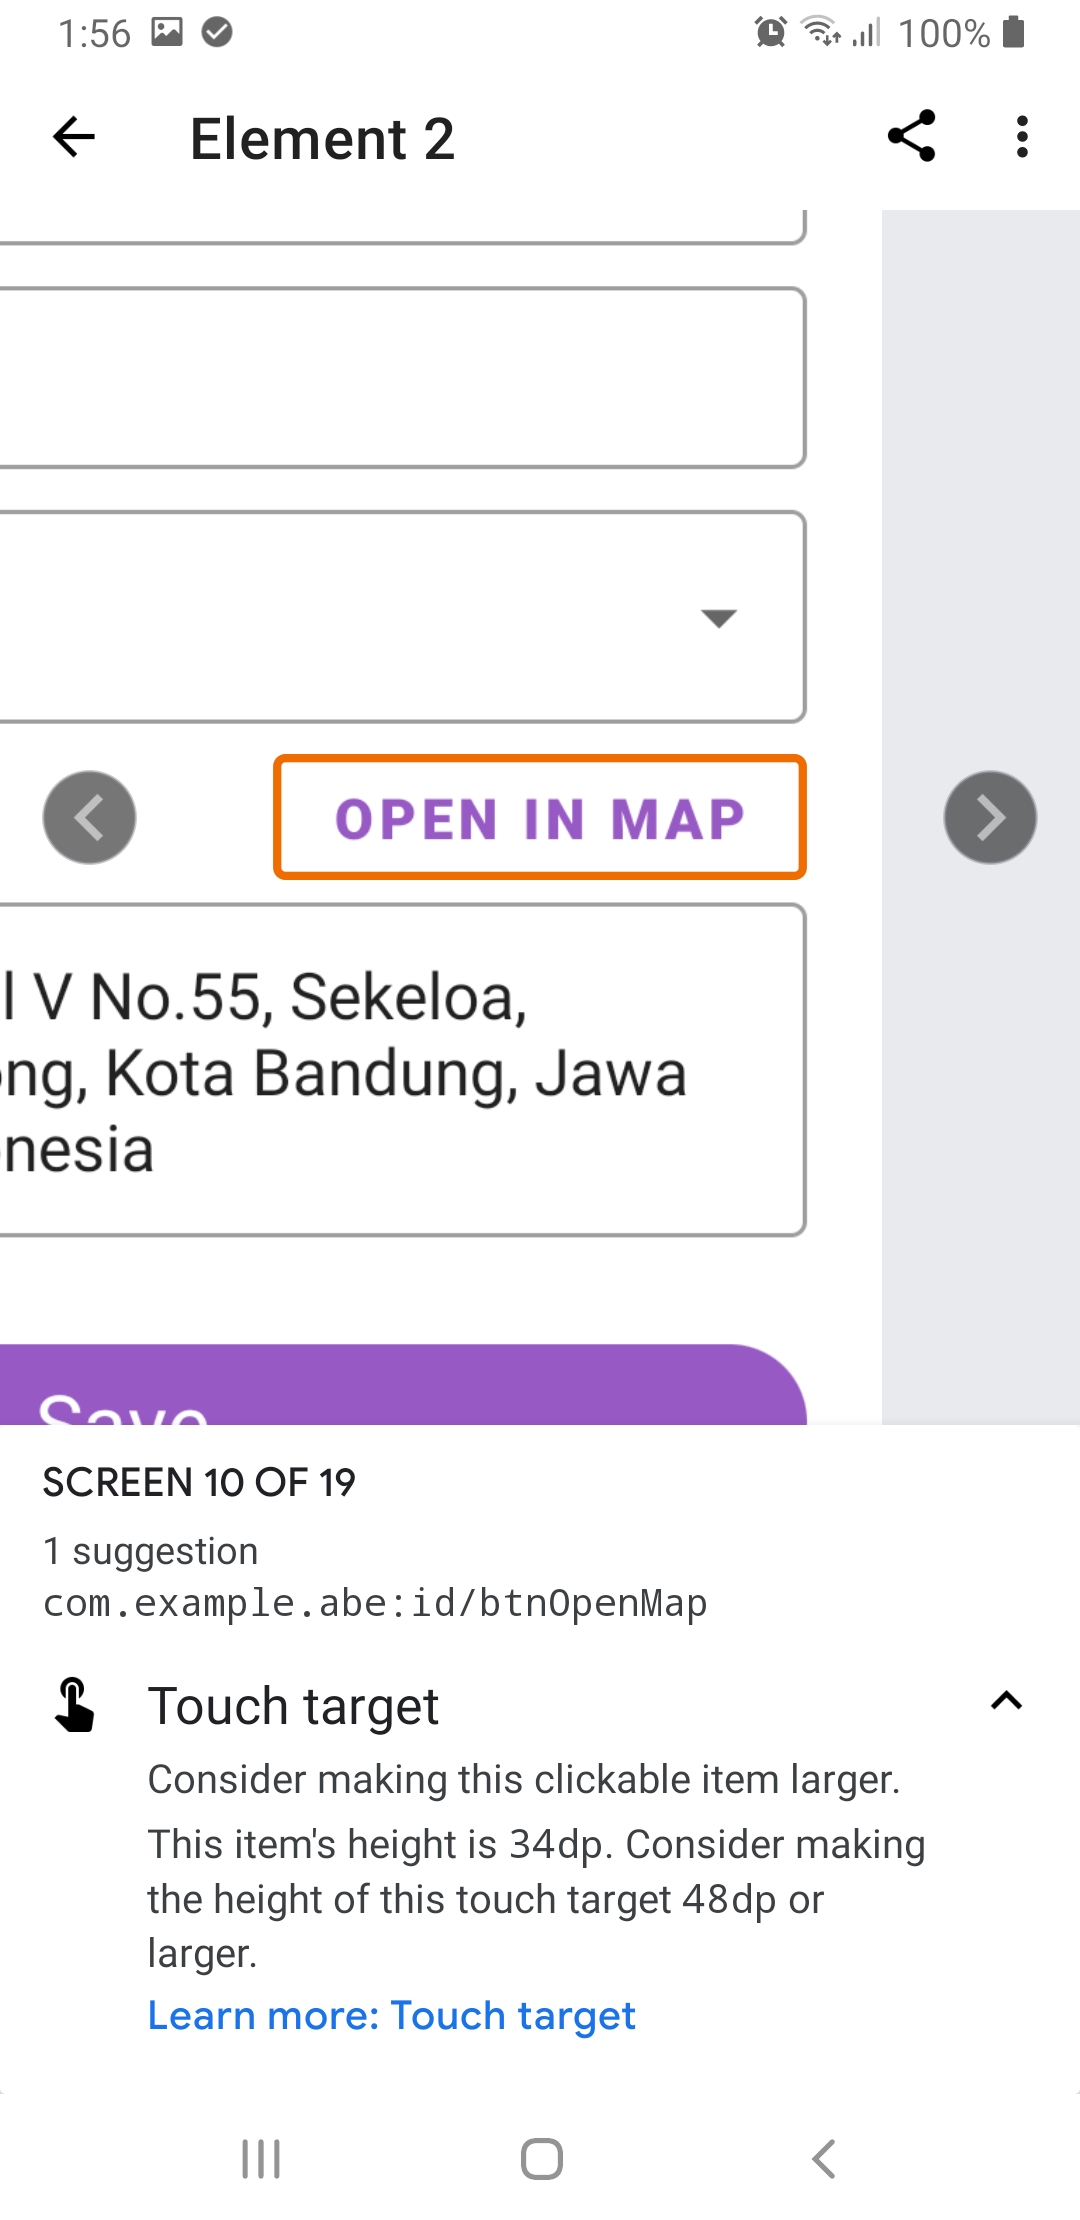 1:56
100%
Element 2
OPEN IN MAP
l V No.55, Sekeloa,
ng, Kota Bandung, Jawa
nesia
Save
SCREEN 10 OF 19
1 suggestion
com.example.abe:id/btnOpenMap
Touch target
Consider making this clickable item larger.
This item's height is 34dp. Consider making
the height of this touch target 48dp or
larger.
Learn more: Touch target